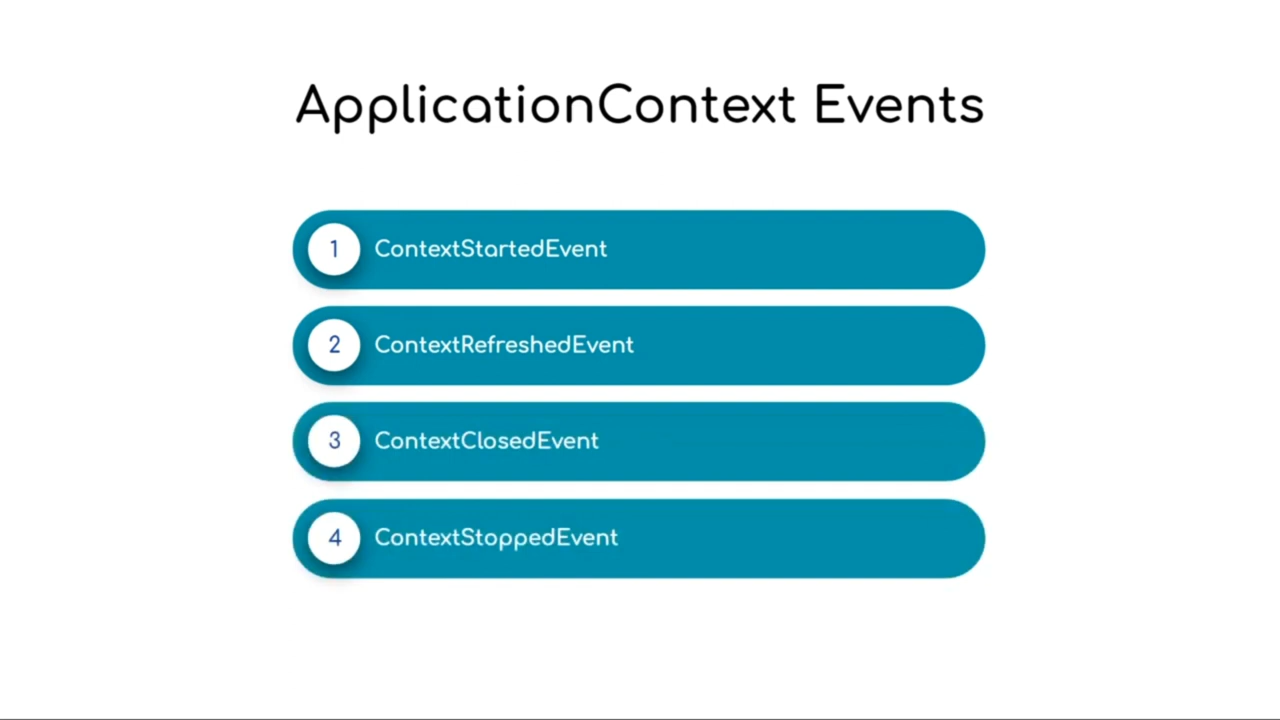 ApplicationContext Events
1 ContextStartedEvent
2 ContextRefreshedEvent
3 ContextClosedEvent
4 ContextStoppedEvent